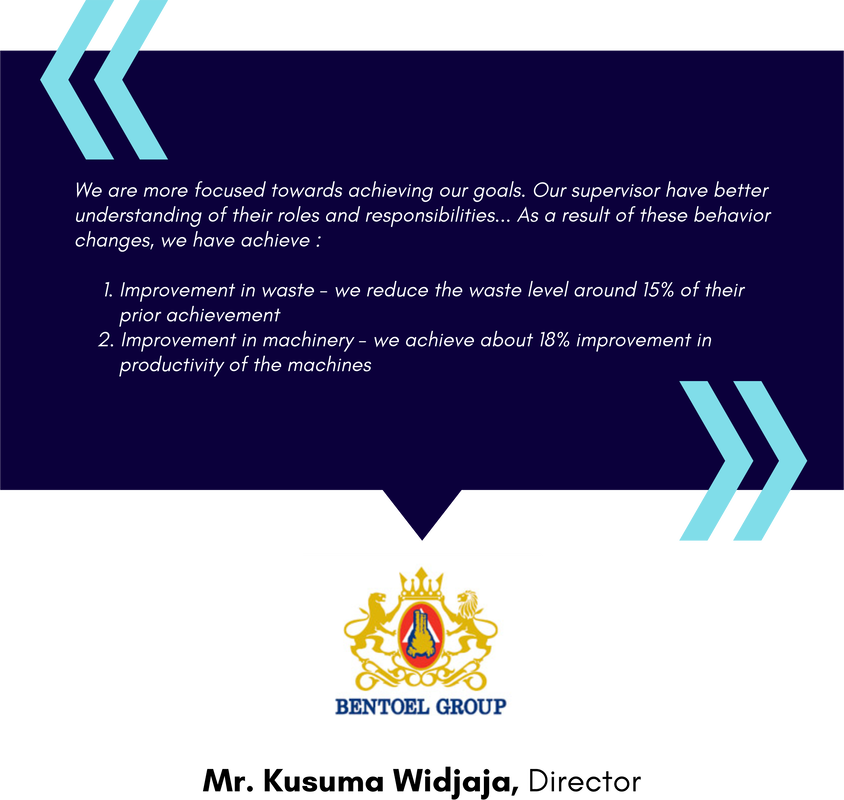 We are more focused towards achieving our goals. Our supervisor have better
understanding of their roles and responsibilities... As a result of these behavior
changes, we have achieve :
1. Improvement in waste - we reduce the waste level around 15% of their
prior achievement
2. Improvement in machinery - we achieve about 18% improvement in
productivity of the machines
BENTOEL GROUP
Mr. Kusuma Widjaja, Director